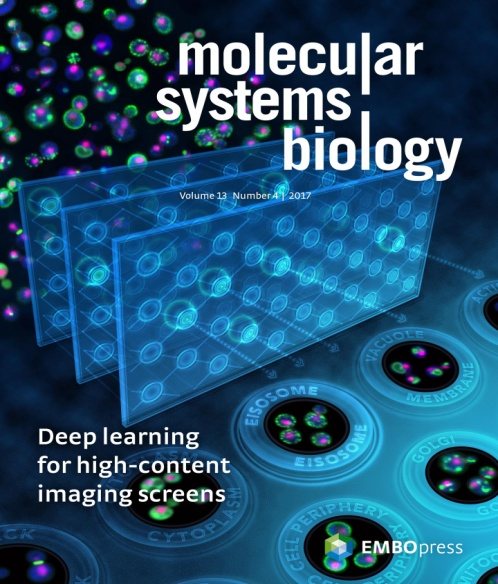 molecular
systems
biology
Volume 13 Number 4 | 2017
VACUOLE
MEMBRANE
EISOSOME
EISOSOME
GOLGI
Deep learning
for high-content
imaging screens
CYTOPLASM
CELL PERIPHERY
EMBOpress